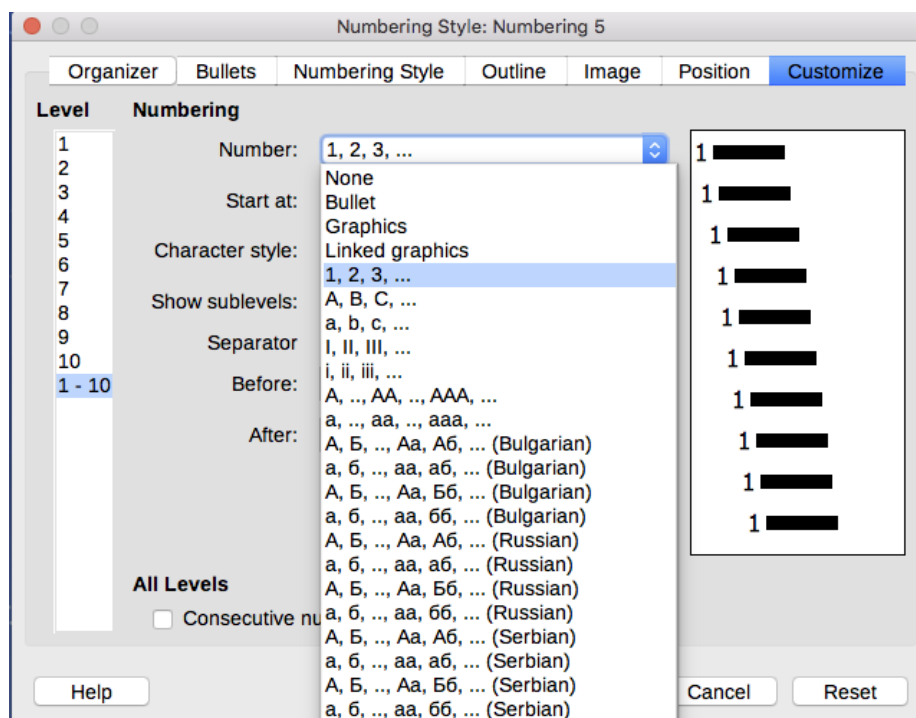 Numbering Style: Numbering 5
Organizer Bullets Numbering Style Outline Image Position Customize
Level Numbering
1
2
3
4
5
6
7
8
9
10
1 - 10
Number: 1, 2, 3, ...
Start at:
Character style:
Show sublevels:
Separator
Before:
After:
None
Bullet
Graphics
Linked graphics
1, 2, 3, ...
A, B, C, ...
a, b, c, ...
I, II, III, ...
i, ii, iii, ...
A, .., AA, .., AAA, ...
a, .., aa, .., aaa, ...
А, Б, .., Аа, Аб, ... (Bulgarian)
а, б, .., аа, аб, ... (Bulgarian)
А, Б, .., Аа, Бб, ... (Bulgarian)
а, б, .., аа, бб, ... (Bulgarian)
А, Б, .., Аа, Аб, ... (Russian)
а, б, .., аа, аб, ... (Russian)
А, Б, .., Аа, Бб, ... (Russian)
а, б, .., аа, бб, ... (Russian)
А, Б, .., Аа, Аб, ... (Serbian)
а, б, .., аа, аб, ... (Serbian)
А, Б, .., Аа, Бб, ... (Serbian)
а, б, .., аа, бб, ... (Serbian)
1
1
1
1
1
1
1
1
1
1
All Levels
Consecutive nu
Help Cancel Reset